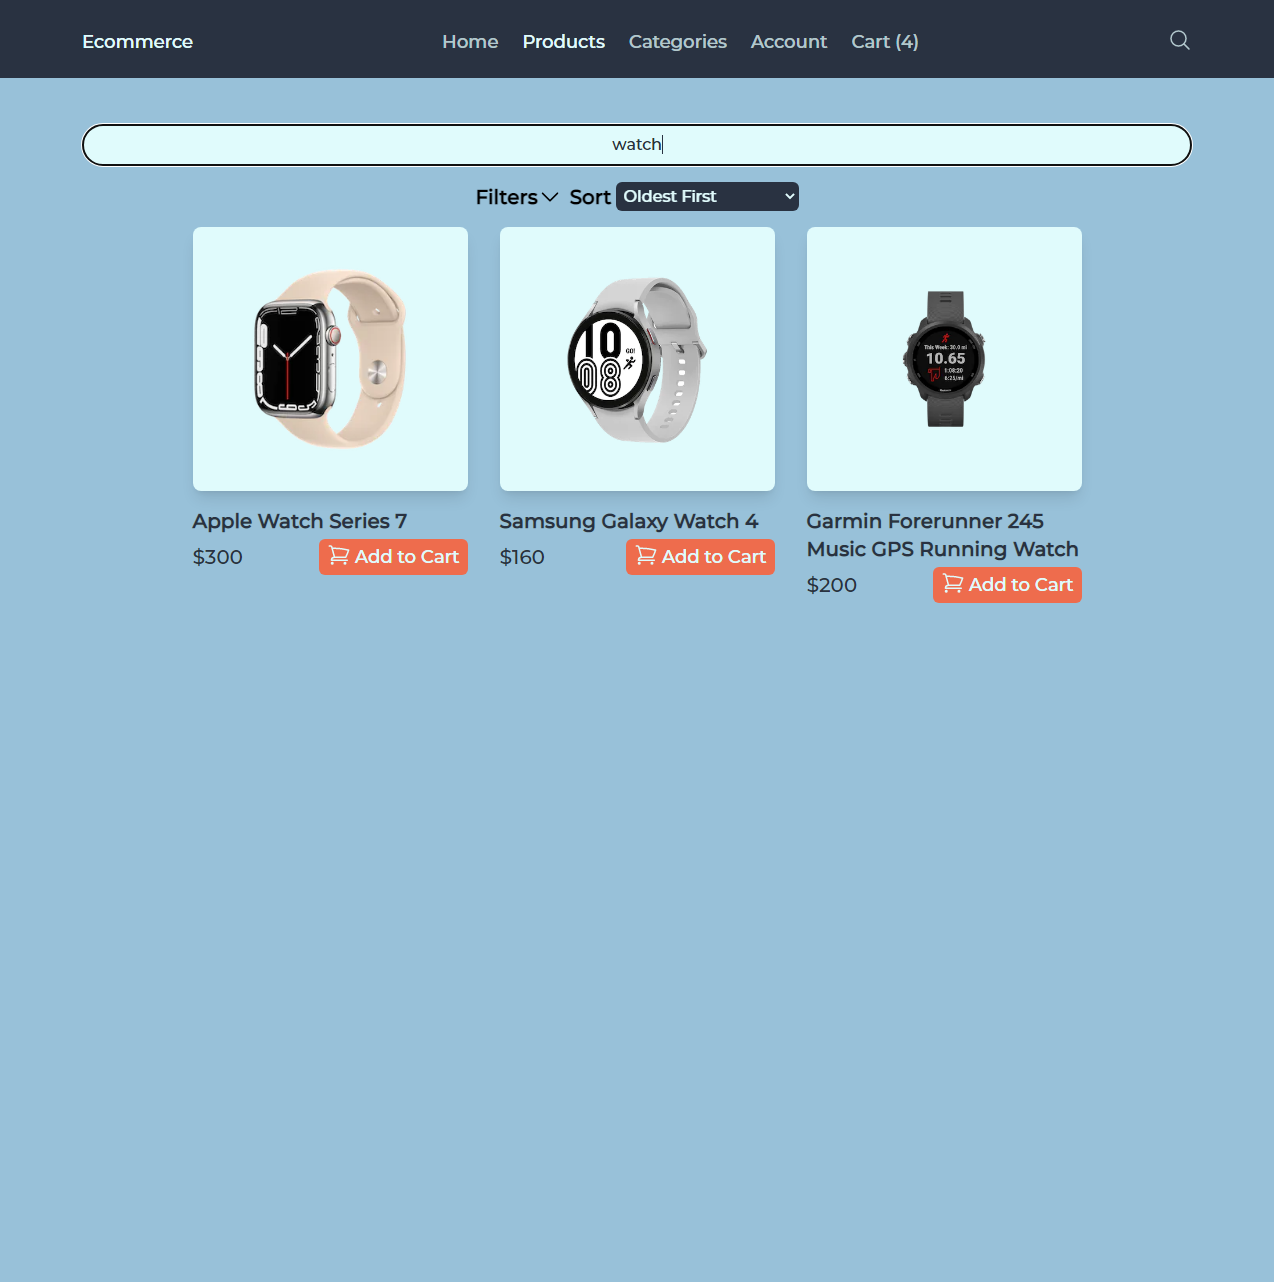 Ecommerce
Home Products Categories Account Cart (4)
watch
Filters Sort Oldest First
10
08
GO!
This Week: 30.0 mi
10.65
1:08:20
6:23/mi
Apple Watch Series 7
$300 Add to Cart
Samsung Galaxy Watch 4
$160 Add to Cart
Garmin Forerunner 245
Music GPS Running Watch
$200 Add to Cart